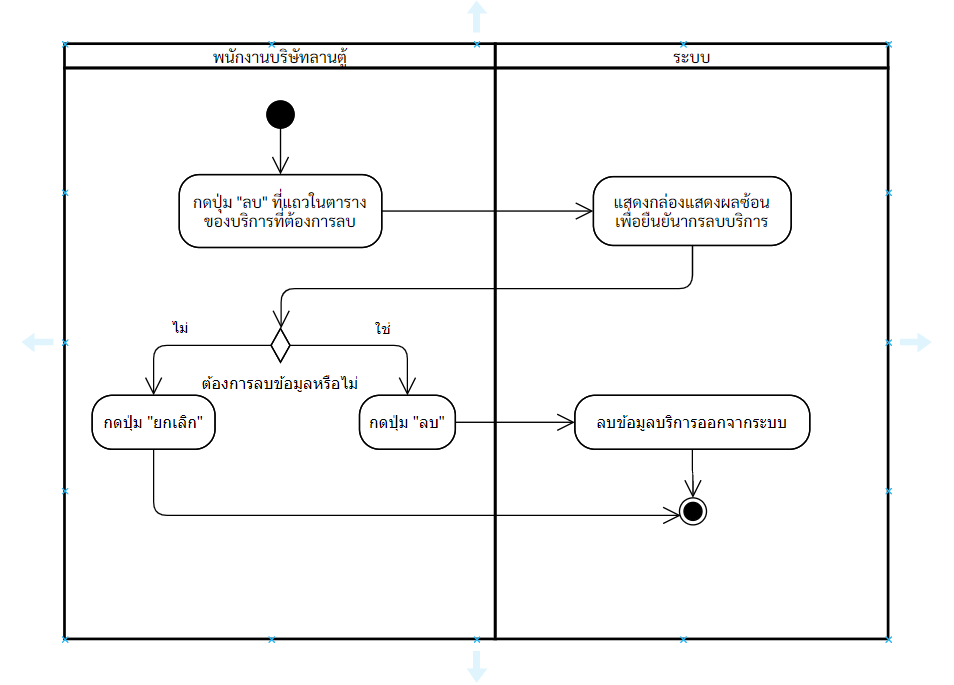 พนักงานบริษัทลานตู้
ระบบ
กดปุ่ม "ลบ" ที่แถวในตาราง
ของบริการที่ต้องการลบ
แสดงกล่องแสดงผลซ้อน
เพื่อยืนยันากรลบบริการ
ไม่
ใช่
ต้องการลบข้อมูลหรือไม่
กดปุ่ม "ยกเลิก"
กดปุ่ม "ลบ"
ลบข้อมูลบริการออกจากระบบ